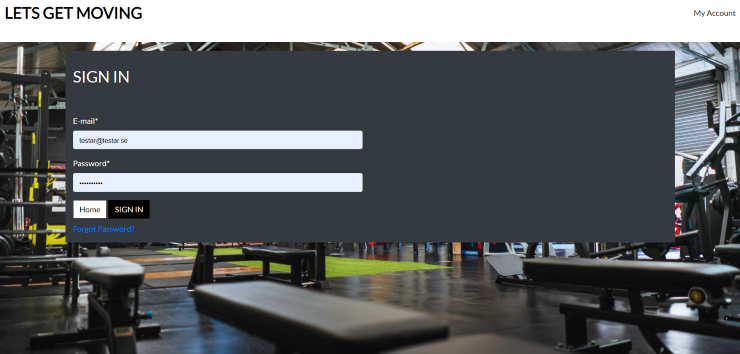 LETS GET MOVING
My Account
SIGN IN
E-mail*
testar@testar.se
Password*
••••••••••
Home SIGN IN
Forgot Password?